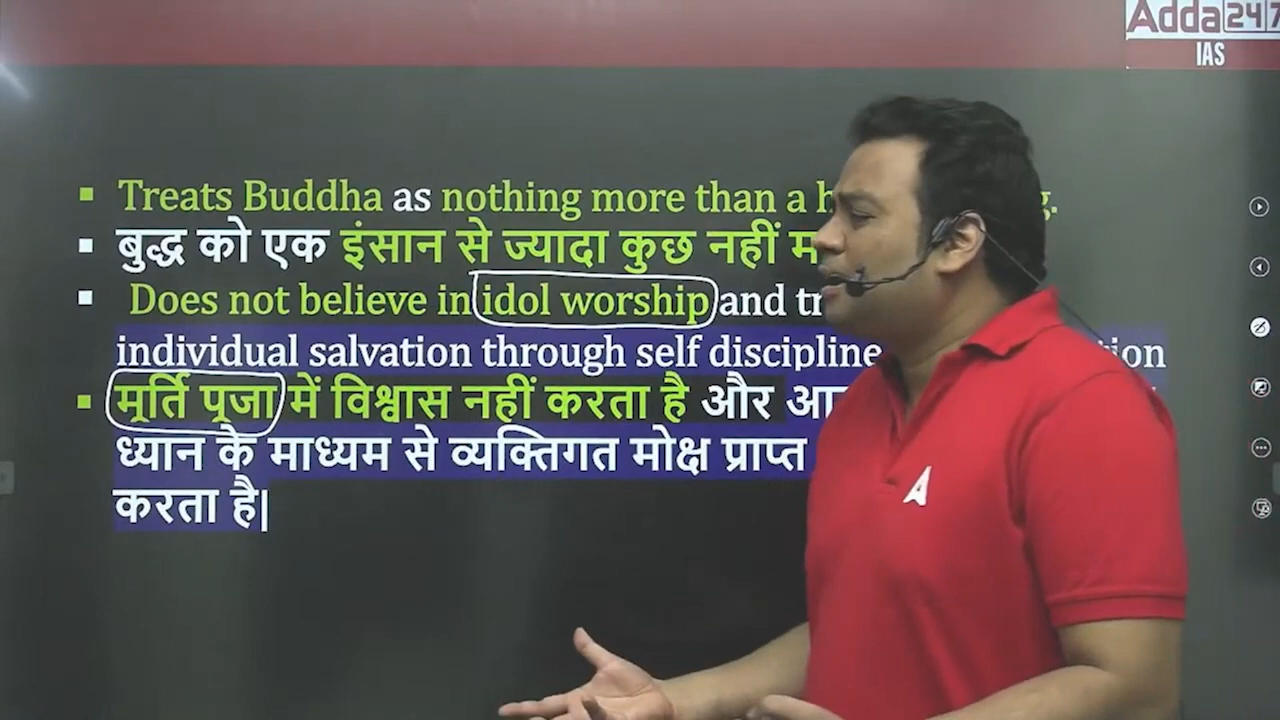 Adda247
IAS
Treats Buddha as nothing more than a h
बुद्ध को एक इंसान से ज्यादा कुछ नहीं
Does not believe in idol worship and
individual salvation through self discipline
मूर्ति पूजा में विश्वास नहीं करता है और
ध्यान के माध्यम से व्यक्तिगत मोक्ष प्राप्त
करता है|